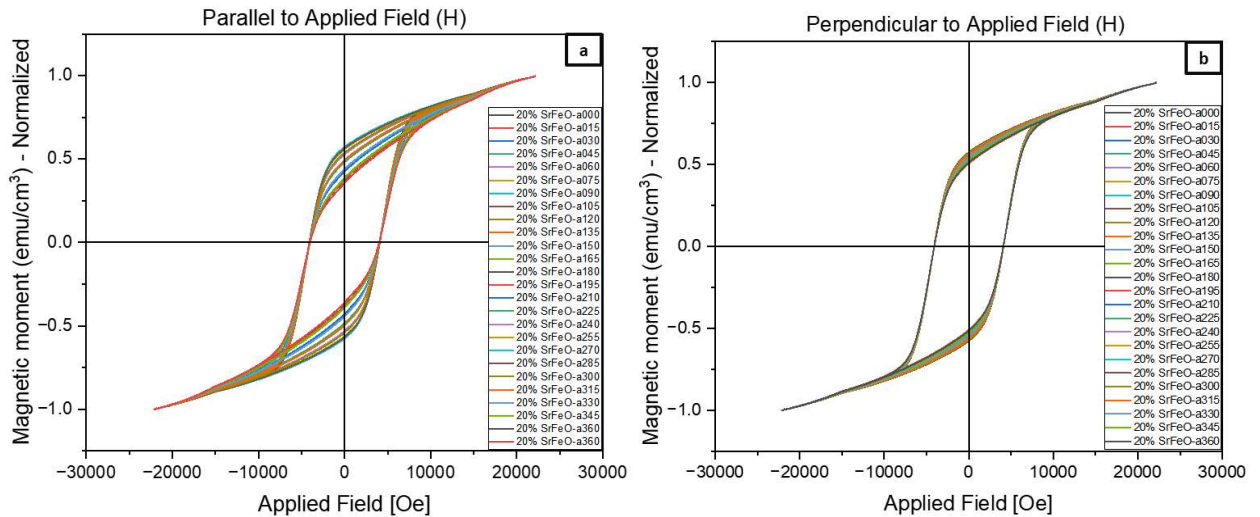 Parallel to Applied Field (H)
a
Magnetic moment (emu/cm³) - Normalized
1.0
0.5
0.0
−0.5
−1.0
20% SrFeO-a000
20% SrFeO-a015
20% SrFeO-a030
20% SrFeO-a045
20% SrFeO-a060
20% SrFeO-a075
20% SrFeO-a090
20% SrFeO-a105
20% SrFeO-a120
20% SrFeO-a135
20% SrFeO-a150
20% SrFeO-a165
20% SrFeO-a180
20% SrFeO-a195
20% SrFeO-a210
20% SrFeO-a225
20% SrFeO-a240
20% SrFeO-a255
20% SrFeO-a270
20% SrFeO-a285
20% SrFeO-a300
20% SrFeO-a315
20% SrFeO-a330
20% SrFeO-a345
20% SrFeO-a360
20% SrFeO-a360
−30000 −20000 −10000 0 10000 20000 30000
Applied Field [Oe]
Perpendicular to Applied Field (H)
b
Magnetic moment (emu/cm³) - Normalized
1.0
0.5
0.0
−0.5
−1.0
20% SrFeO-a000
20% SrFeO-a015
20% SrFeO-a030
20% SrFeO-a045
20% SrFeO-a060
20% SrFeO-a075
20% SrFeO-a090
20% SrFeO-a105
20% SrFeO-a120
20% SrFeO-a135
20% SrFeO-a150
20% SrFeO-a165
20% SrFeO-a180
20% SrFeO-a195
20% SrFeO-a210
20% SrFeO-a225
20% SrFeO-a240
20% SrFeO-a255
20% SrFeO-a270
20% SrFeO-a285
20% SrFeO-a300
20% SrFeO-a315
20% SrFeO-a330
20% SrFeO-a345
20% SrFeO-a360
−30000 −20000 −10000 0 10000 20000 30000
Applied Field [Oe]